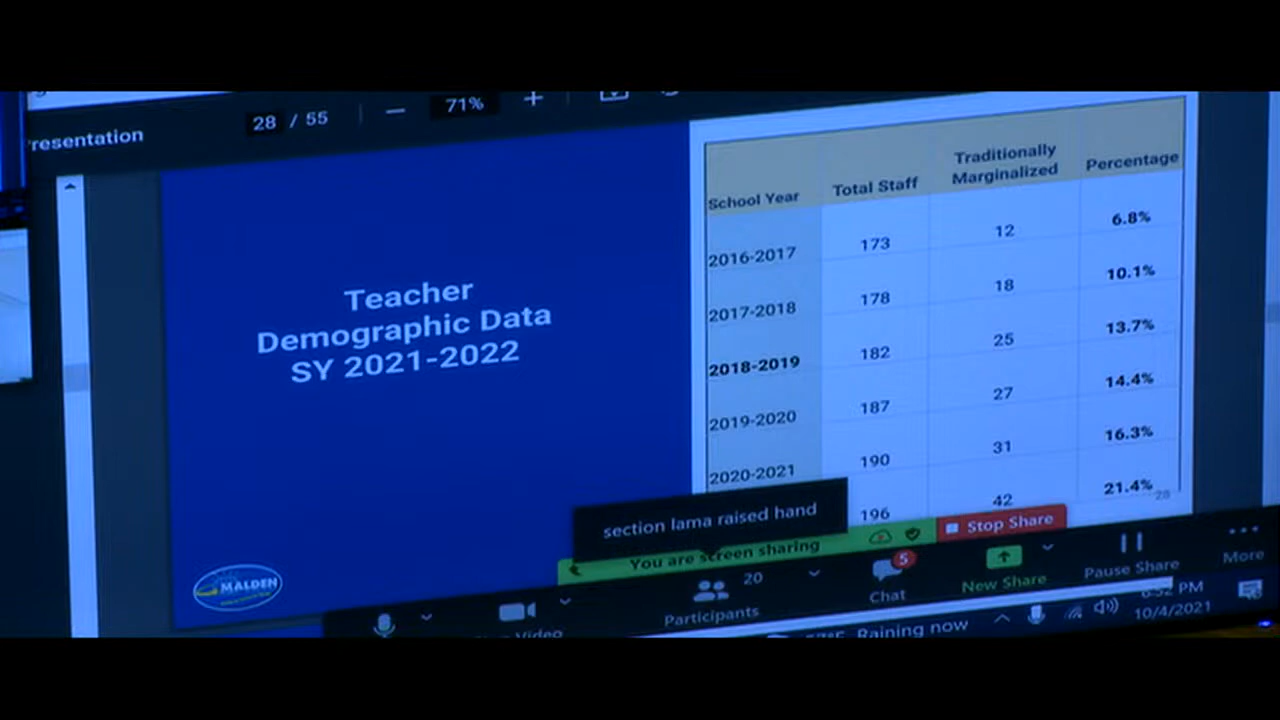 resentation
28 / 55
71%
School Year Total Staff Traditionally Marginalized Percentage
2016-2017 173 12 6.8%
2017-2018 178 18 10.1%
2018-2019 182 25 13.7%
2019-2020 187 27 14.4%
2020-2021 190 31 16.3%
196 42 21.4%
28
Teacher
Demographic Data
SY 2021-2022
MALDEN
section lama raised hand
You are screen sharing
Stop Share
Video
Participants
20
Chat
5
New Share
Pause Share
More
Raining now
PM
10/4/2021